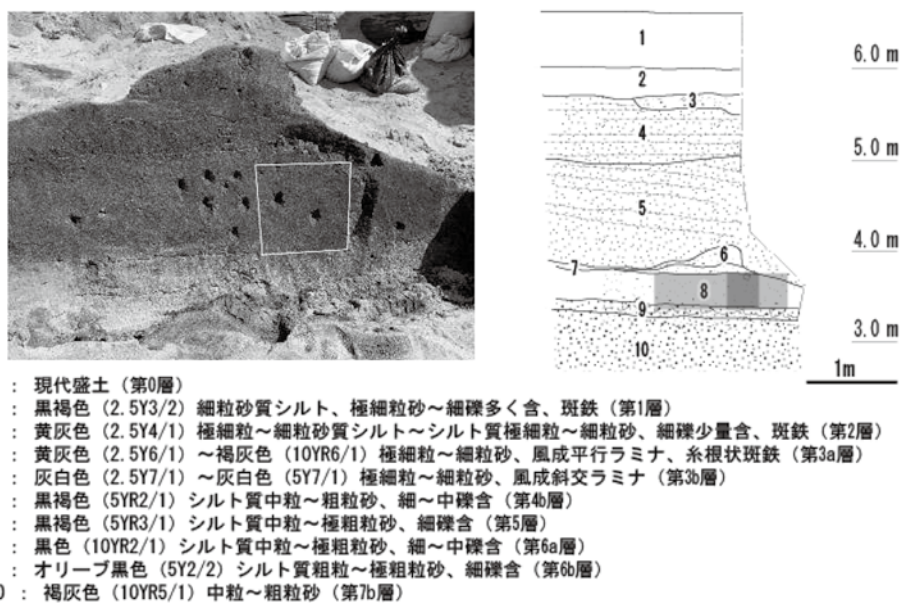 1
2
3
4
5
6
7
8
9
10
6.0 m
5.0 m
4.0 m
3.0 m
1m
: 現代盛土 (第0層)
: 黒褐色 (2.5Y3/2) 細粒砂質シルト、極細粒砂~細礫多く含、斑鉄 (第1層)
: 黄灰色 (2.5Y4/1) 極細粒~細粒砂質シルト~シルト質極細粒~細粒砂、細礫少量含、斑鉄 (第2層)
: 黄灰色 (2.5Y6/1) ~褐灰色 (10YR6/1) 極細粒~細粒砂、風成平行ラミナ、糸根状斑鉄 (第3a層)
: 灰白色 (2.5Y7/1) ~灰白色 (5Y7/1) 極細粒~細粒砂、風成斜交ラミナ (第3b層)
: 黒褐色 (5YR2/1) シルト質中粒~粗粒砂、細~中礫含 (第4b層)
: 黒褐色 (5YR3/1) シルト質中粒~極粗粒砂、細礫含 (第5層)
: 黒色 (10YR2/1) シルト質中粒~極粗粒砂、細~中礫含 (第6a層)
: オリーブ黒色 (5Y2/2) シルト質粗粒~極粗粒砂、細礫含 (第6b層)
0 : 褐灰色 (10YR5/1) 中粒~粗粒砂 (第7b層)